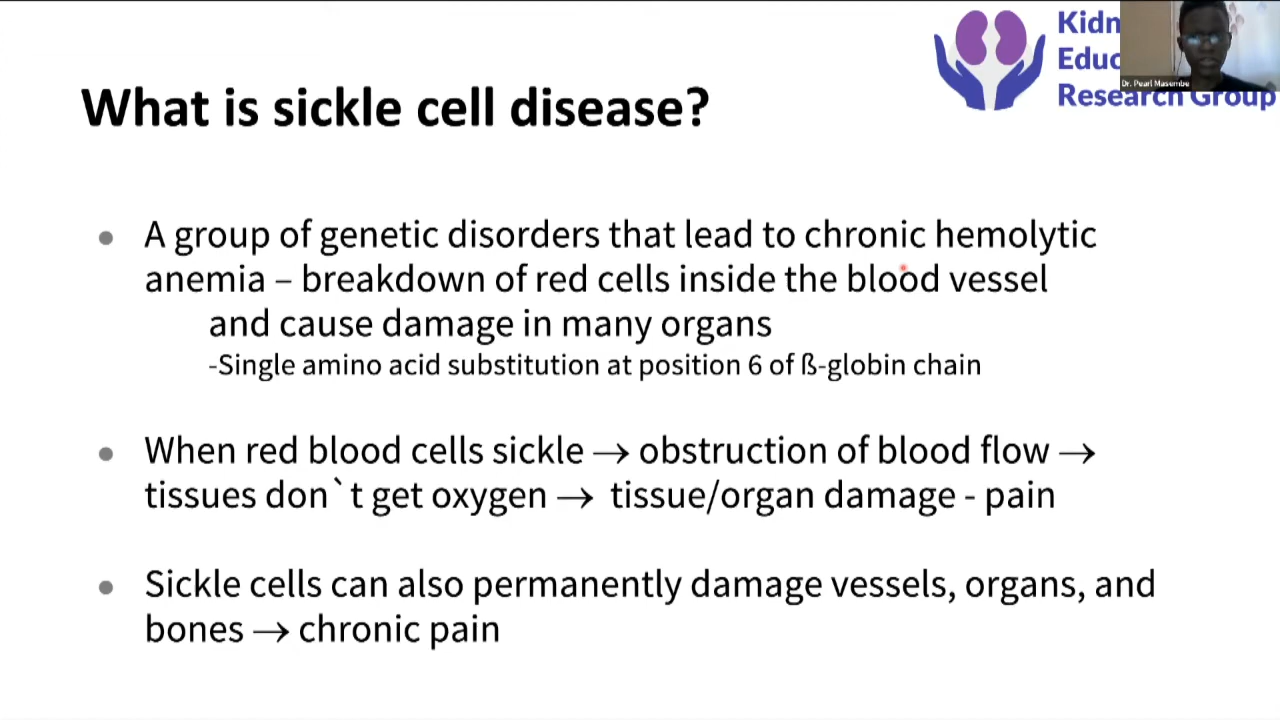 Kidn
Educ
Research Group
Dr. Pearl Masembe
What is sickle cell disease?
• A group of genetic disorders that lead to chronic hemolytic
anemia – breakdown of red cells inside the blood vessel
and cause damage in many organs
-Single amino acid substitution at position 6 of ß-globin chain
• When red blood cells sickle → obstruction of blood flow →
tissues don`t get oxygen → tissue/organ damage - pain
• Sickle cells can also permanently damage vessels, organs, and
bones → chronic pain